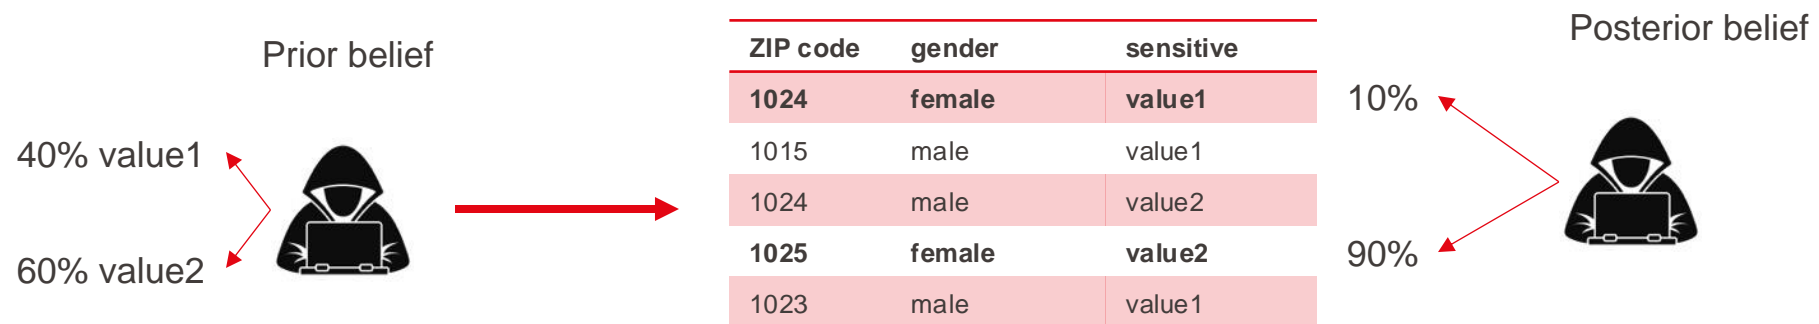 Prior belief
40% value1
60% value2
ZIP code gender sensitive
1024 female value1
1015 male value1
1024 male value2
1025 female value2
1023 male value1
Posterior belief
10%
90%